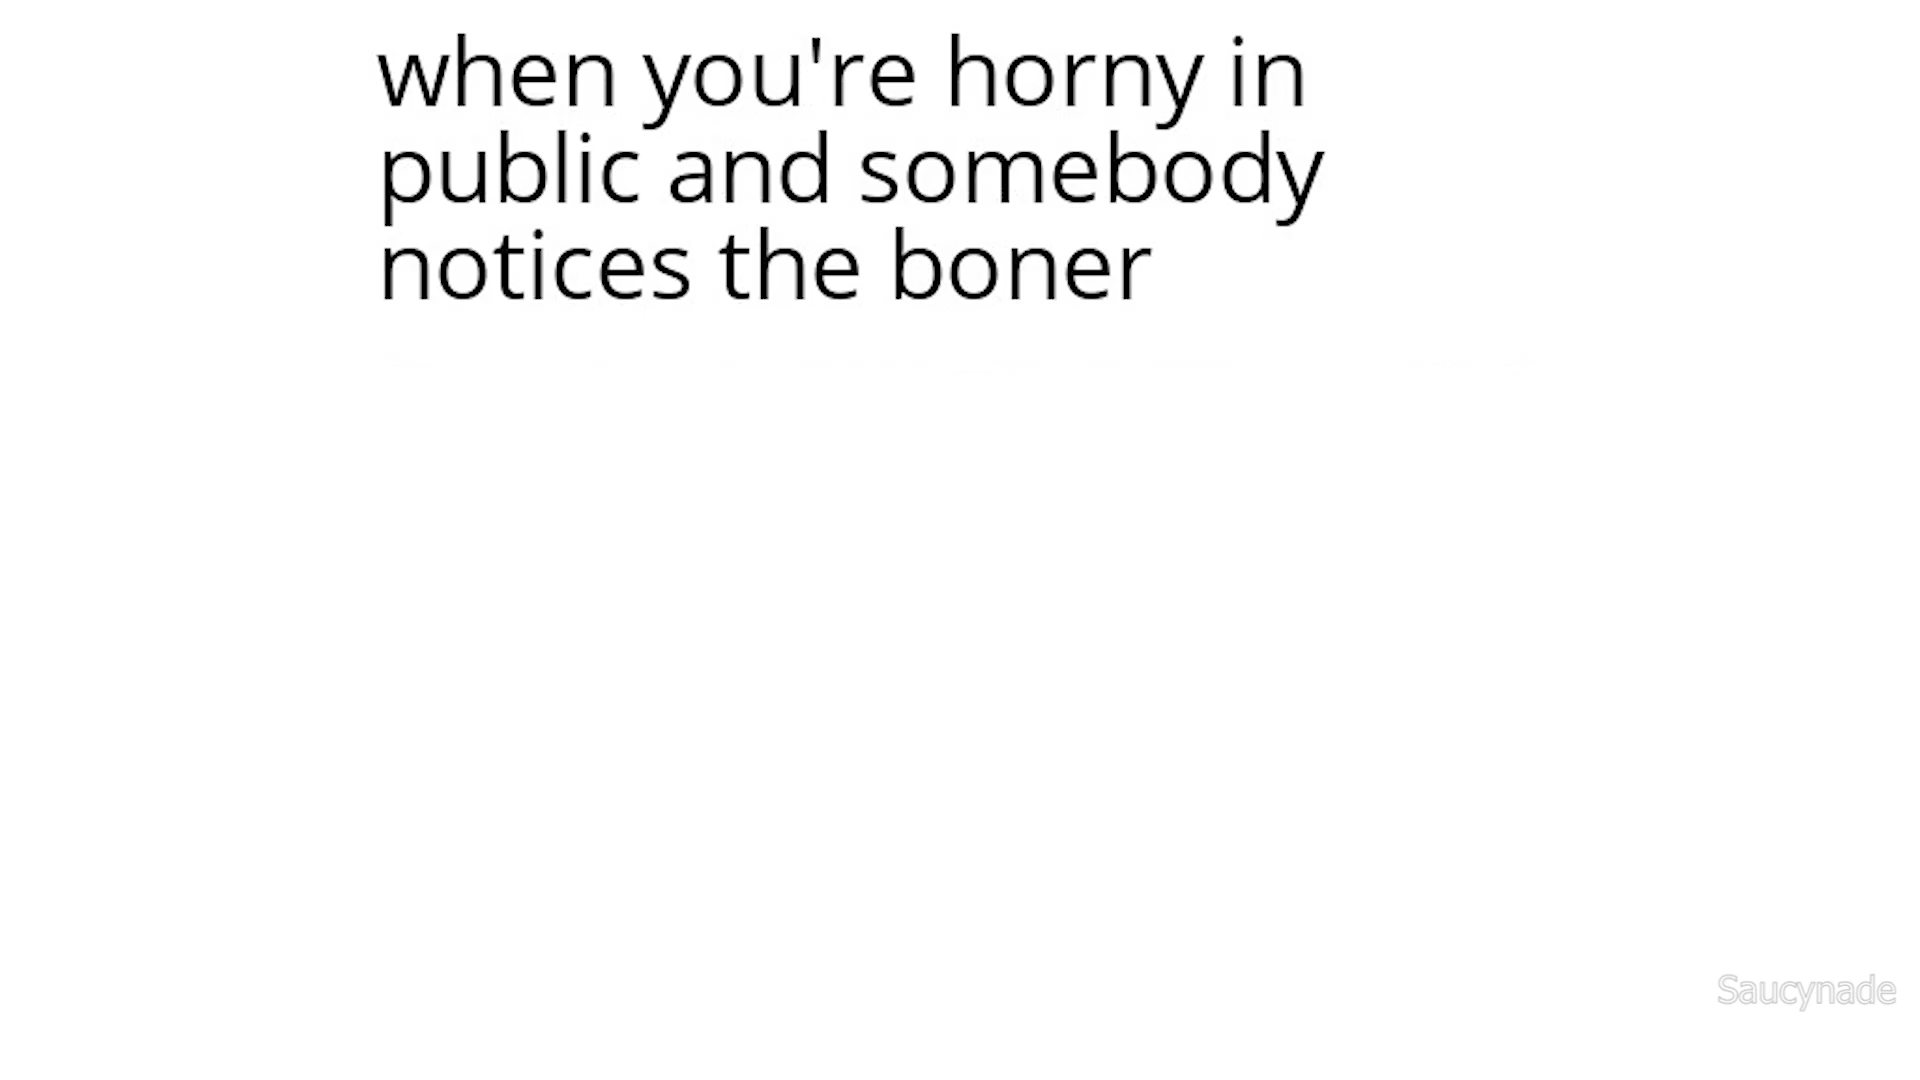 when you're horny in
public and somebody
notices the boner
Saucynade